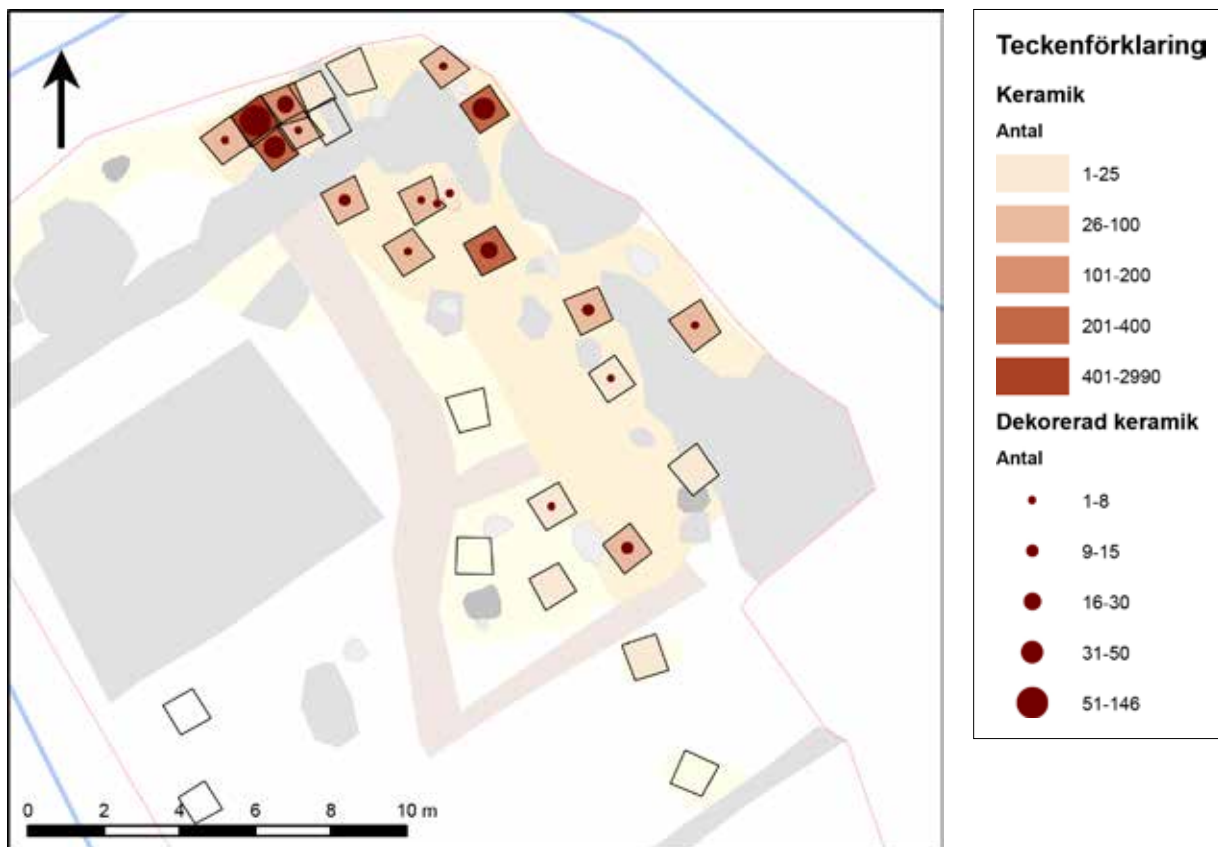 0 2 4 6 8 10 m
Teckenförklaring
Keramik
Antal
1-25
26-100
101-200
201-400
401-2990
Dekorerad keramik
Antal
1-8
9-15
16-30
31-50
51-146